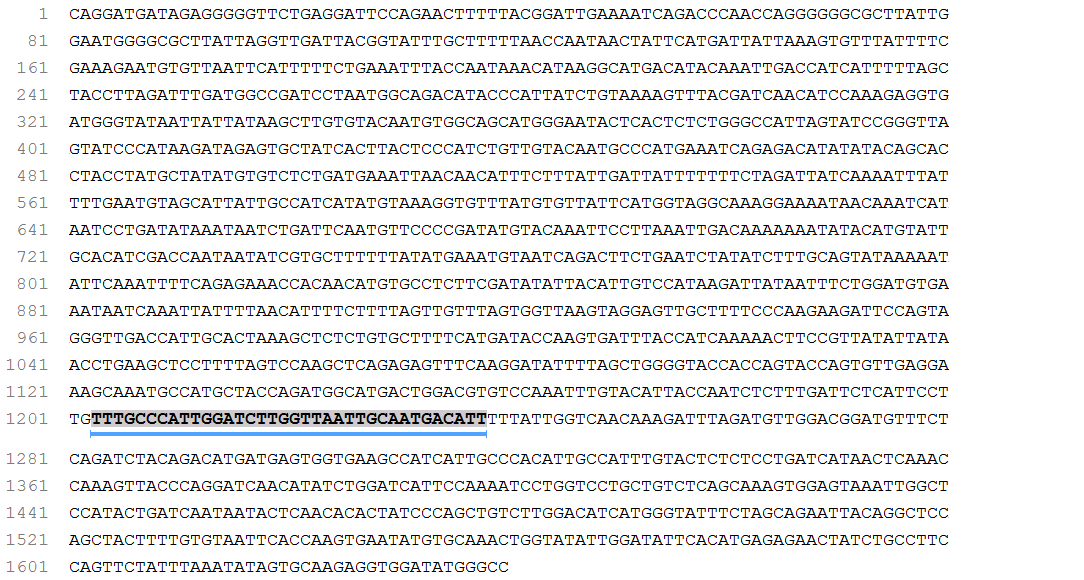 1 CAGGATGATAGAGGGGGTTCTGAGGATTCCAGAACTTTTTACGGATTGAAAATCAGACCCAACCAGGGGGGCGCTTATTG
81 GAATGGGGCGCTTATTAGGTTGATTACGGTATTTGCTTTTTAACCAATAACTATTCATGATTATTAAAGTGTTTATTTTC
161 GAAAGAATGTGTTAATTCATTTTTCTGAAATTTACCAATAAACATAAGGCATGACATACAAATTGACCATCATTTTTAGC
241 TACCTTAGATTTGATGGCCGATCCTAATGGCAGACATACCCATTATCTGTAAAAGTTTACGATCAACATCCAAAGAGGTG
321 ATGGGTATAATTATTATAAGCTTGTGTACAATGTGGCAGCATGGGAATACTCACTCTCTGGGCCATTAGTATCCGGGTTA
401 GTATCCCATAAGATAGAGTGCTATCACTTACTCCCATCTGTTGTACAATGCCCATGAAATCAGAGACATATATACAGCAC
481 CTACCTATGCTATATGTGTCTCTGATGAAATTAACAACATTTCTTTATTGATTATTTTTTTCTAGATTATCAAAATTTAT
561 TTTGAATGTAGCATTATTGCCATCATATGTAAAGGTGTTTATGTGTTATTCATGGTAGGCAAAGGAAAATAACAAATCAT
641 AATCCTGATATAAATAATCTGATTCAATGTTCCCCGATATGTACAAATTCCTTAAATTGACAAAAAAATATACATGTATT
721 GCACATCGACCAATAATATCGTGCTTTTTTATATGAAATGTAATCAGACTTCTGAATCTATATCTTTGCAGTATAAAAAT
801 ATTCAAATTTTCAGAGAAACCACAACATGTGCCTCTTCGATATATTACATTGTCCATAAGATTATAATTTCTGGATGTGA
881 AATAATCAAATTATTTTAACATTTTCTTTTAGTTGTTTAGTGGTTAAGTAGGAGTTGCTTTTCCCAAGAAGATTCCAGTA
961 GGGTTGACCATTGCACTAAAGCTCTCTGTGCTTTTCATGATACCAAGTGATTTACCATCAAAAACTTCCGTTATATTATA
1041 ACCTGAAGCTCCTTTTAGTCCAAGCTCAGAGAGTTTCAAGGATATTTTAGCTGGGGTACCACCAGTACCAGTGTTGAGGA
1121 AAGCAAATGCCATGCTACCAGATGGCATGACTGGACGTGTCCAAATTTGTACATTACCAATCTCTTTGATTCTCATTCCT
1201 TGTTTGCCCATTGGATCTTGGTTAATTGCAATGACATTTTTATTGGTCAACAAAGATTTAGATGTTGGACGGATGTTTCT
1281 CAGATCTACAGACATGATGAGTGGTGAAGCCATCATTGCCCACATTGCCATTTGTACTCTCTCCTGATCATAACTCAAAC
1361 CAAAGTTACCCAGGATCAACATATCTGGATCATTCCAAAATCCTGGTCCTGCTGTCTCAGCAAAGTGGAGTAAATTGGCT
1441 CCATACTGATCAATAATACTCAACACACTATCCCAGCTGTCTTGGACATCATGGGTATTTCTAGCAGAATTACAGGCTCC
1521 AGCTACTTTTGTGTAATTCACCAAGTGAATATGTGCAAACTGGTATATTGGATATTCACATGAGAGAACTATCTGCCTTC
1601 CAGTTCTATTTAAATATAGTGCAAGAGGTGGATATGGGCC